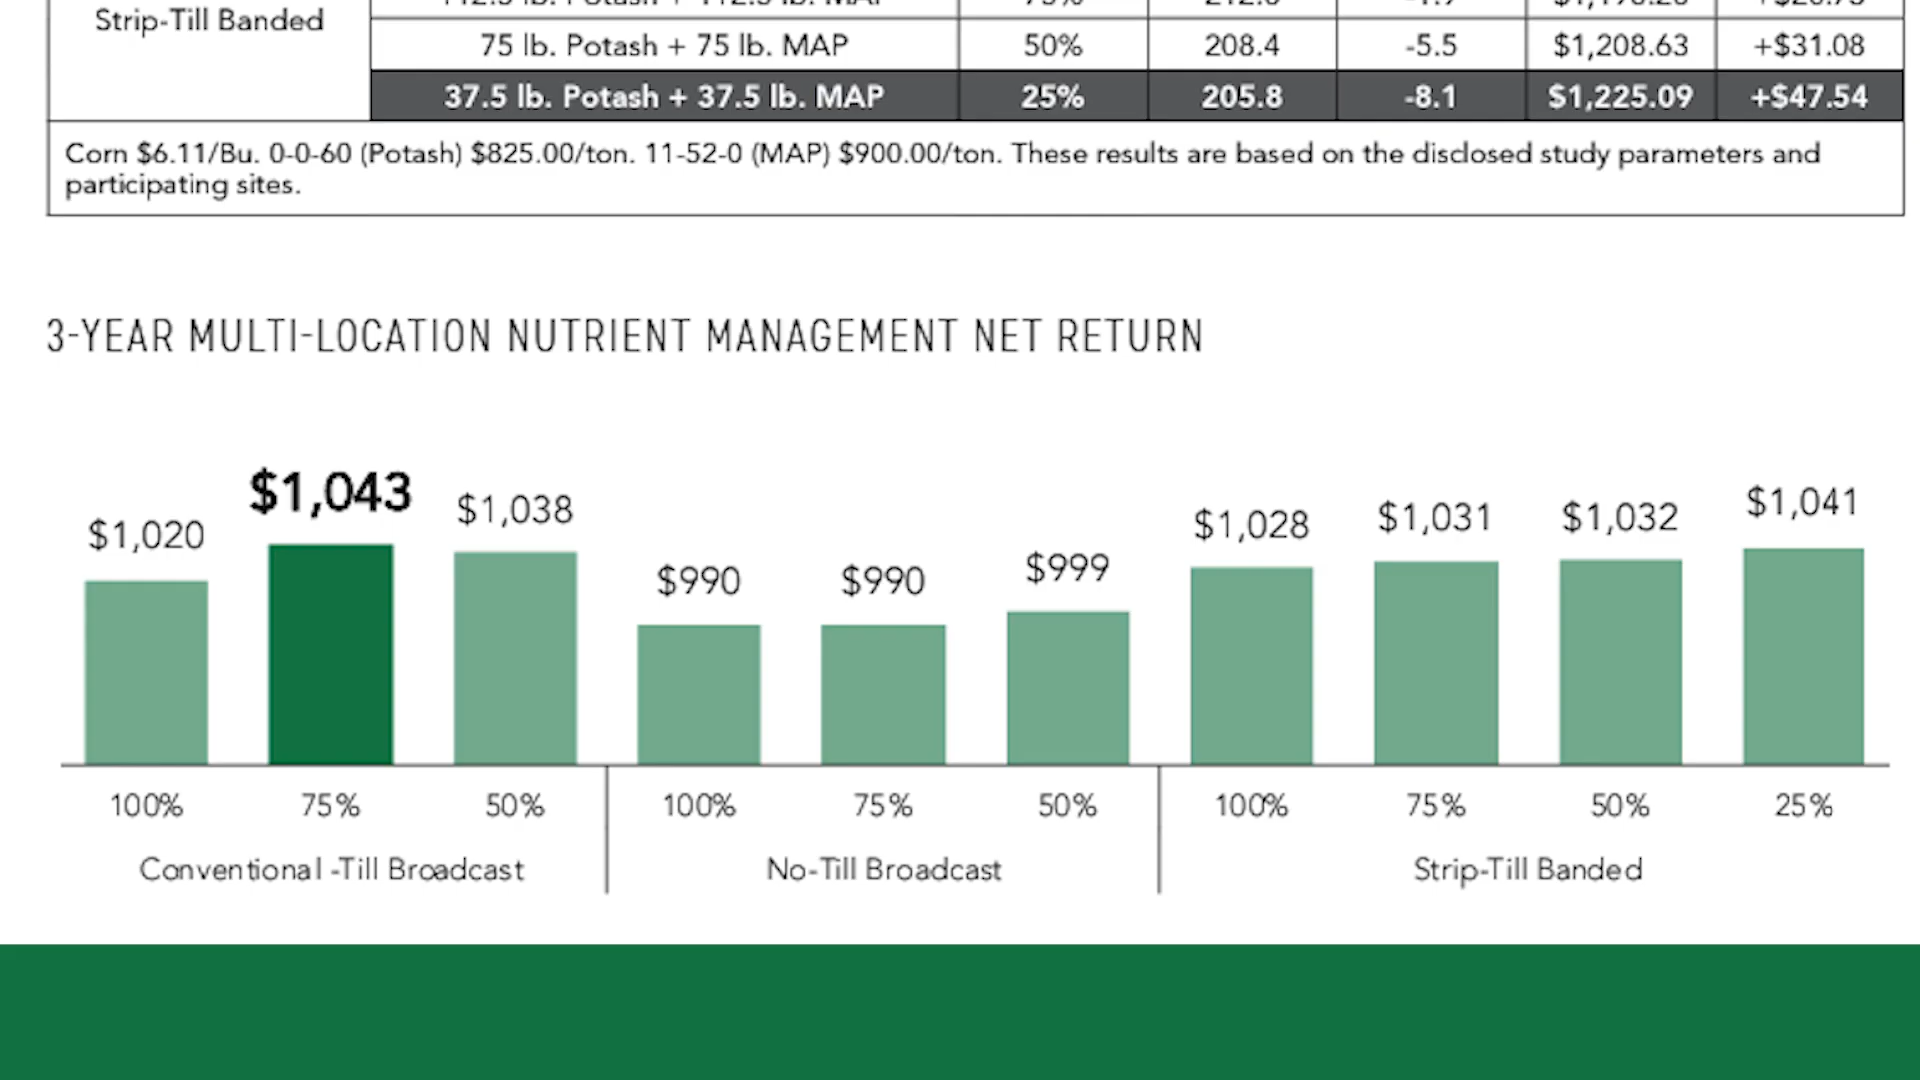 Strip-Till Banded
75 lb. Potash + 75 lb. MAP 50% 208.4 -5.5 $1,208.63 +$31.08
37.5 lb. Potash + 37.5 lb. MAP 25% 205.8 -8.1 $1,225.09 +$47.54
Corn $6.11/Bu. 0-0-60 (Potash) $825.00/ton. 11-52-0 (MAP) $900.00/ton. These results are based on the disclosed study parameters and
participating sites.
3-YEAR MULTI-LOCATION NUTRIENT MANAGEMENT NET RETURN
$1,020 $1,043 $1,038 $990 $990 $999 $1,028 $1,031 $1,032 $1,041
100% 75% 50% 100% 75% 50% 100% 75% 50% 25%
Conventional -Till Broadcast No-Till Broadcast Strip-Till Banded